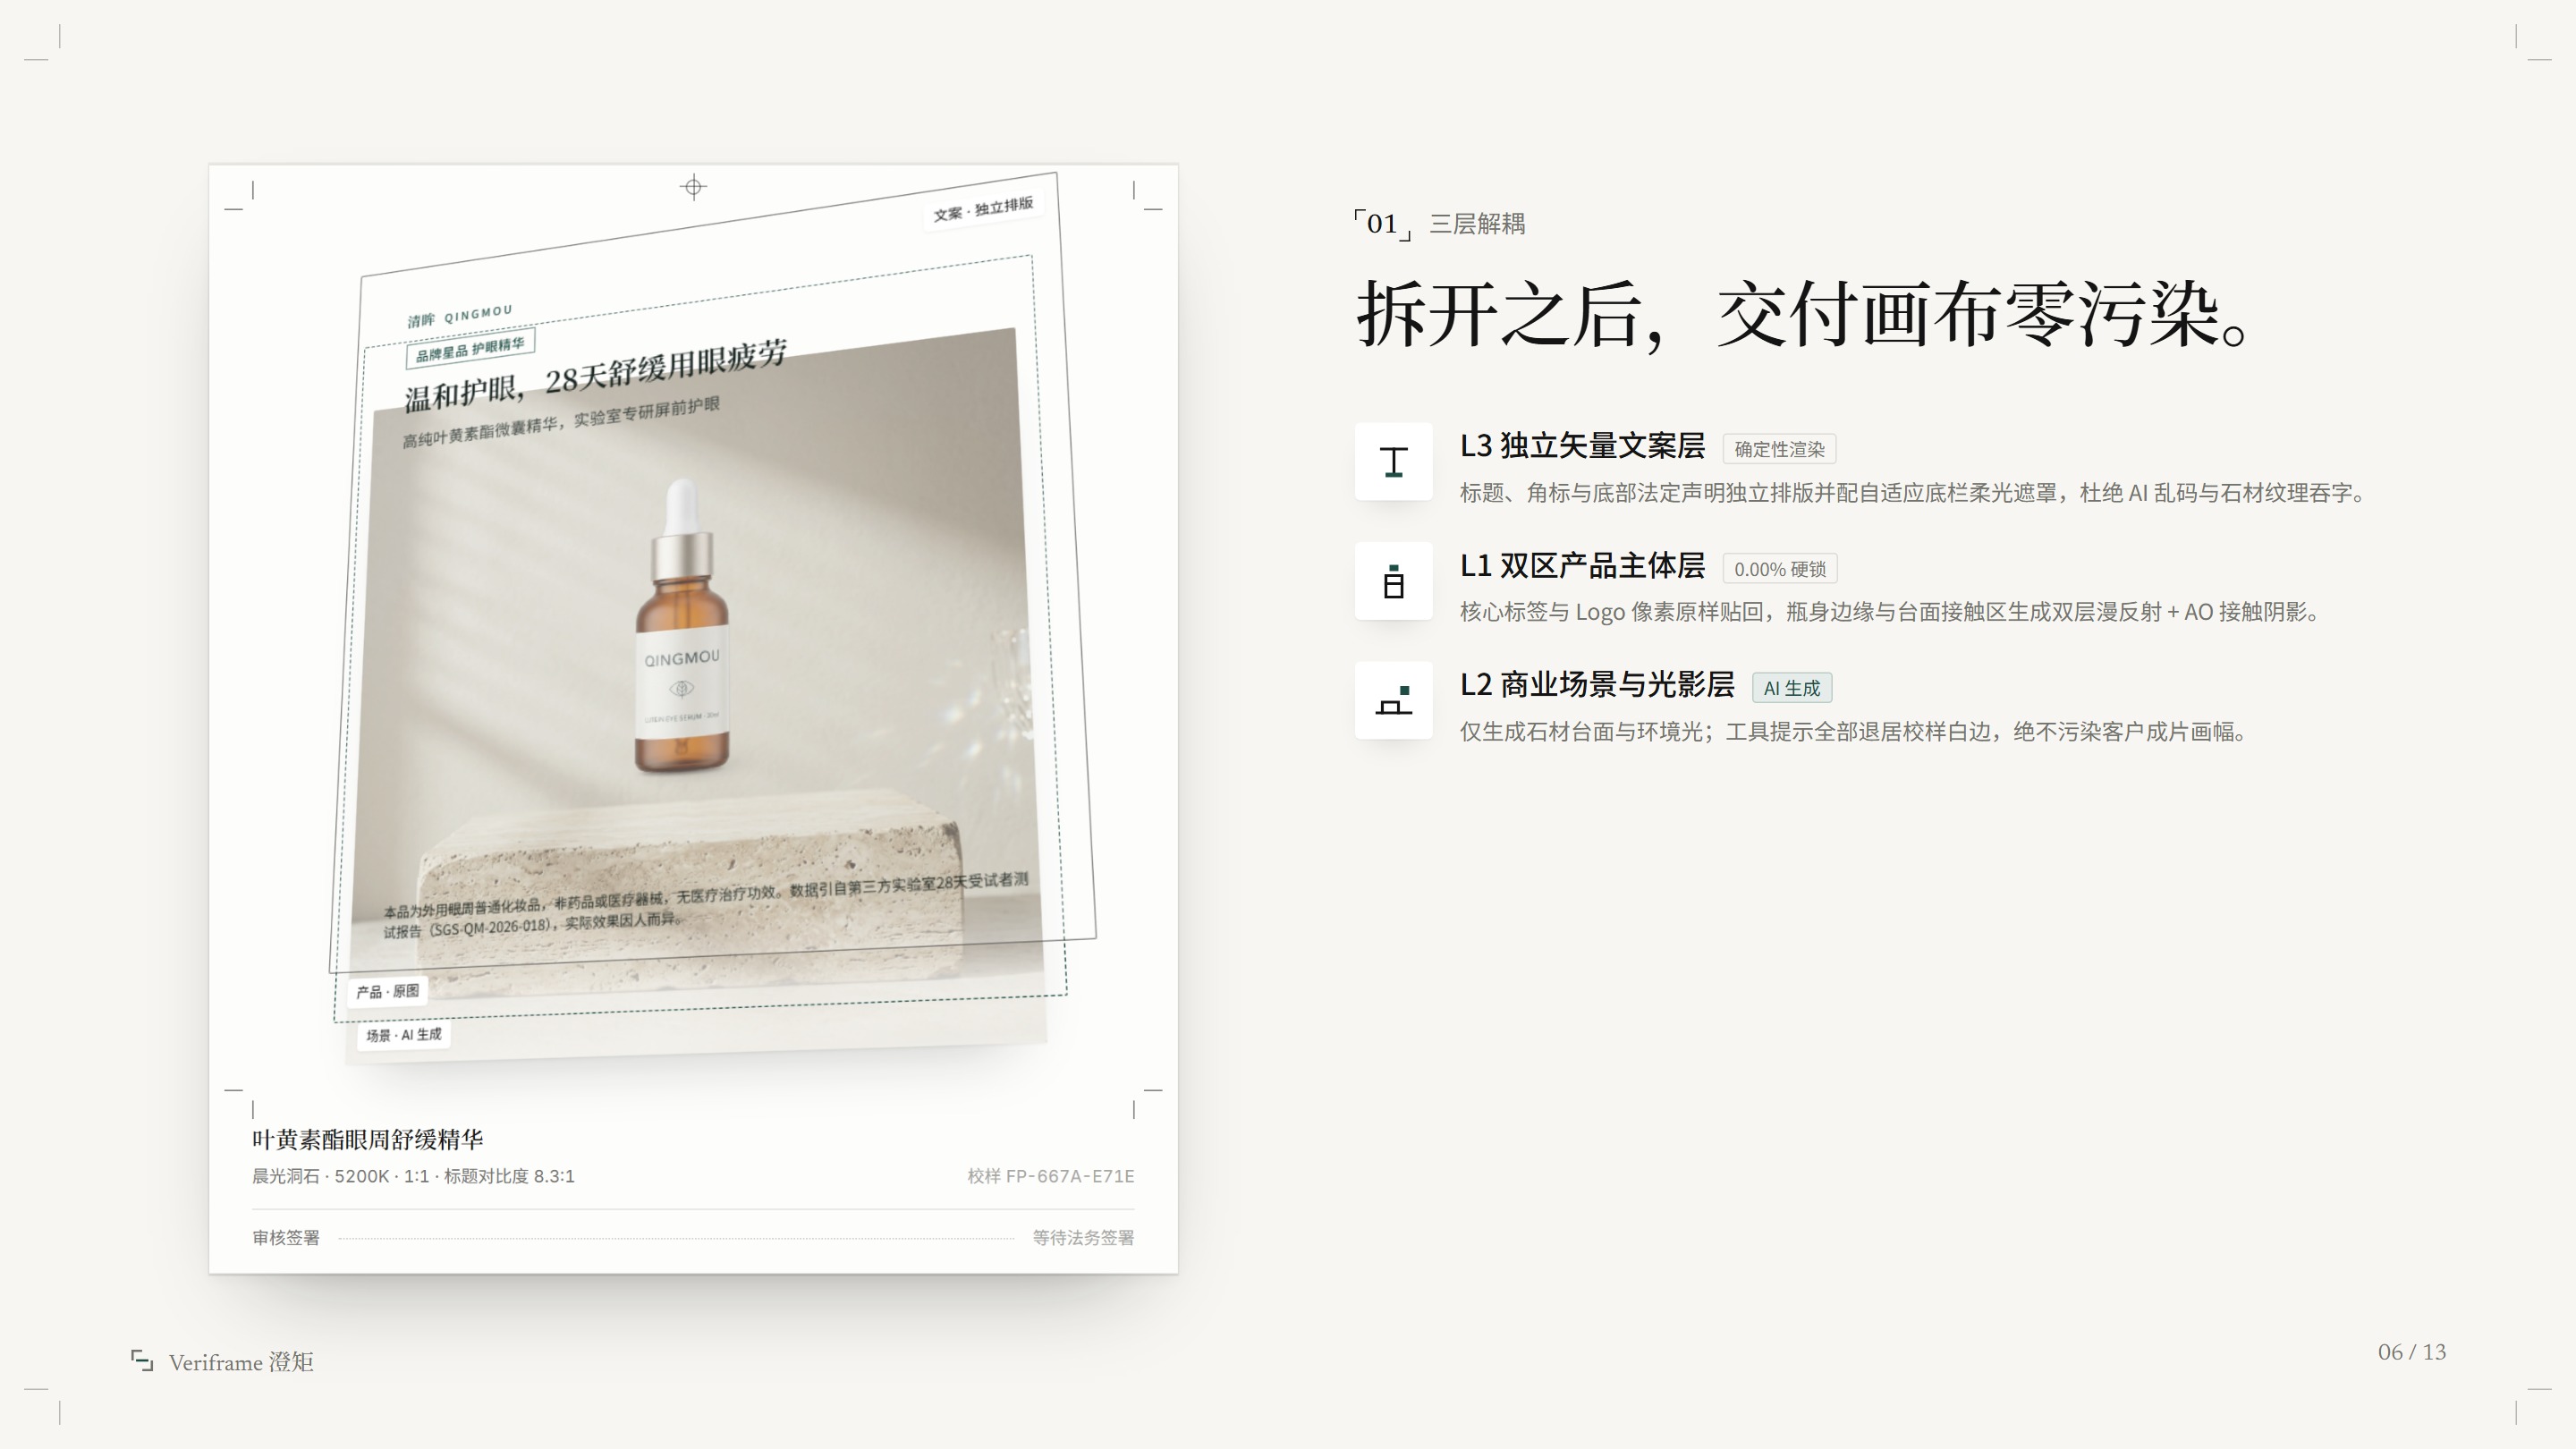 文案 · 独立排版
清眸 QINGMOU
品牌星品 护眼精华
温和护眼，28天舒缓用眼疲劳
高纯叶黄素酯微囊精华，实验室专研屏前护眼
QINGMOU
LUTEIN EYE SERUM · 30ml
本品为外用眼周普通化妆品，非药品或医疗器械，无医疗治疗功效。数据引自第三方实验室28天受试者测
试报告（SGS-QM-2026-018），实际效果因人而异。
产品 · 原图
场景 · AI 生成
叶黄素酯眼周舒缓精华
晨光洞石 · 5200K · 1:1 · 标题对比度 8.3:1
校样 FP-667A-E71E
审核签署
等待法务签署
「01」 三层解耦
拆开之后，交付画布零污染。
L3 独立矢量文案层 确定性渲染
标题、角标与底部法定声明独立排版并配自适应底栏柔光遮罩，杜绝 AI 乱码与石材纹理吞字。
L1 双区产品主体层 0.00% 硬锁
核心标签与 Logo 像素原样贴回，瓶身边缘与台面接触区生成双层漫反射 + AO 接触阴影。
L2 商业场景与光影层 AI 生成
仅生成石材台面与环境光；工具提示全部退居校样白边，绝不污染客户成片画幅。
Veriframe 澄矩
06 / 13